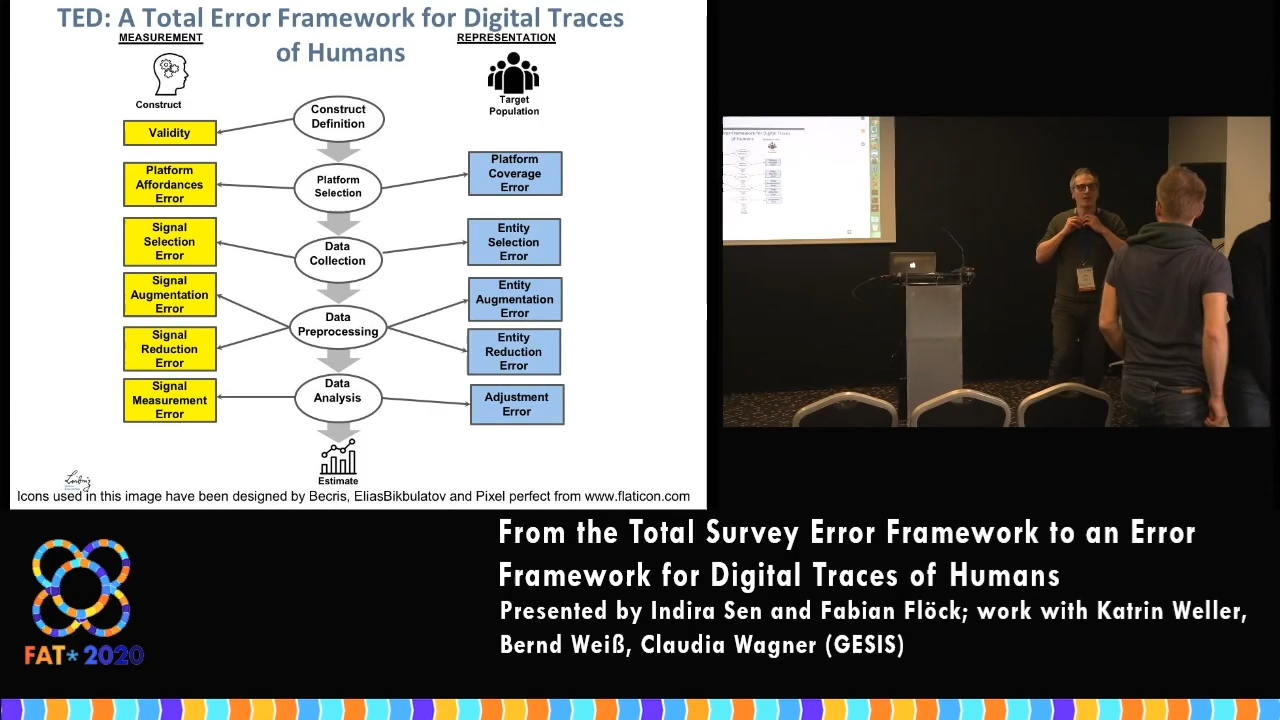 TED: A Total Error Framework for Digital Traces
of Humans
MEASUREMENT
REPRESENTATION
Construct
Target
Population
Construct
Definition
Validity
Platform
Affordances
Error
Platform
Selection
Platform
Coverage
Error
Signal
Selection
Error
Data
Collection
Entity
Selection
Error
Signal
Augmentation
Error
Data
Preprocessing
Entity
Augmentation
Error
Signal
Reduction
Error
Entity
Reduction
Error
Signal
Measurement
Error
Data
Analysis
Adjustment
Error
Estimate
Icons used in this image have been designed by Becris, EliasBikbulatov and Pixel perfect from www.flaticon.com
From the Total Survey Error Framework to an Error
Framework for Digital Traces of Humans
Presented by Indira Sen and Fabian Flöck; work with Katrin Weller,
Bernd Weiß, Claudia Wagner (GESIS)
FAT* 2020